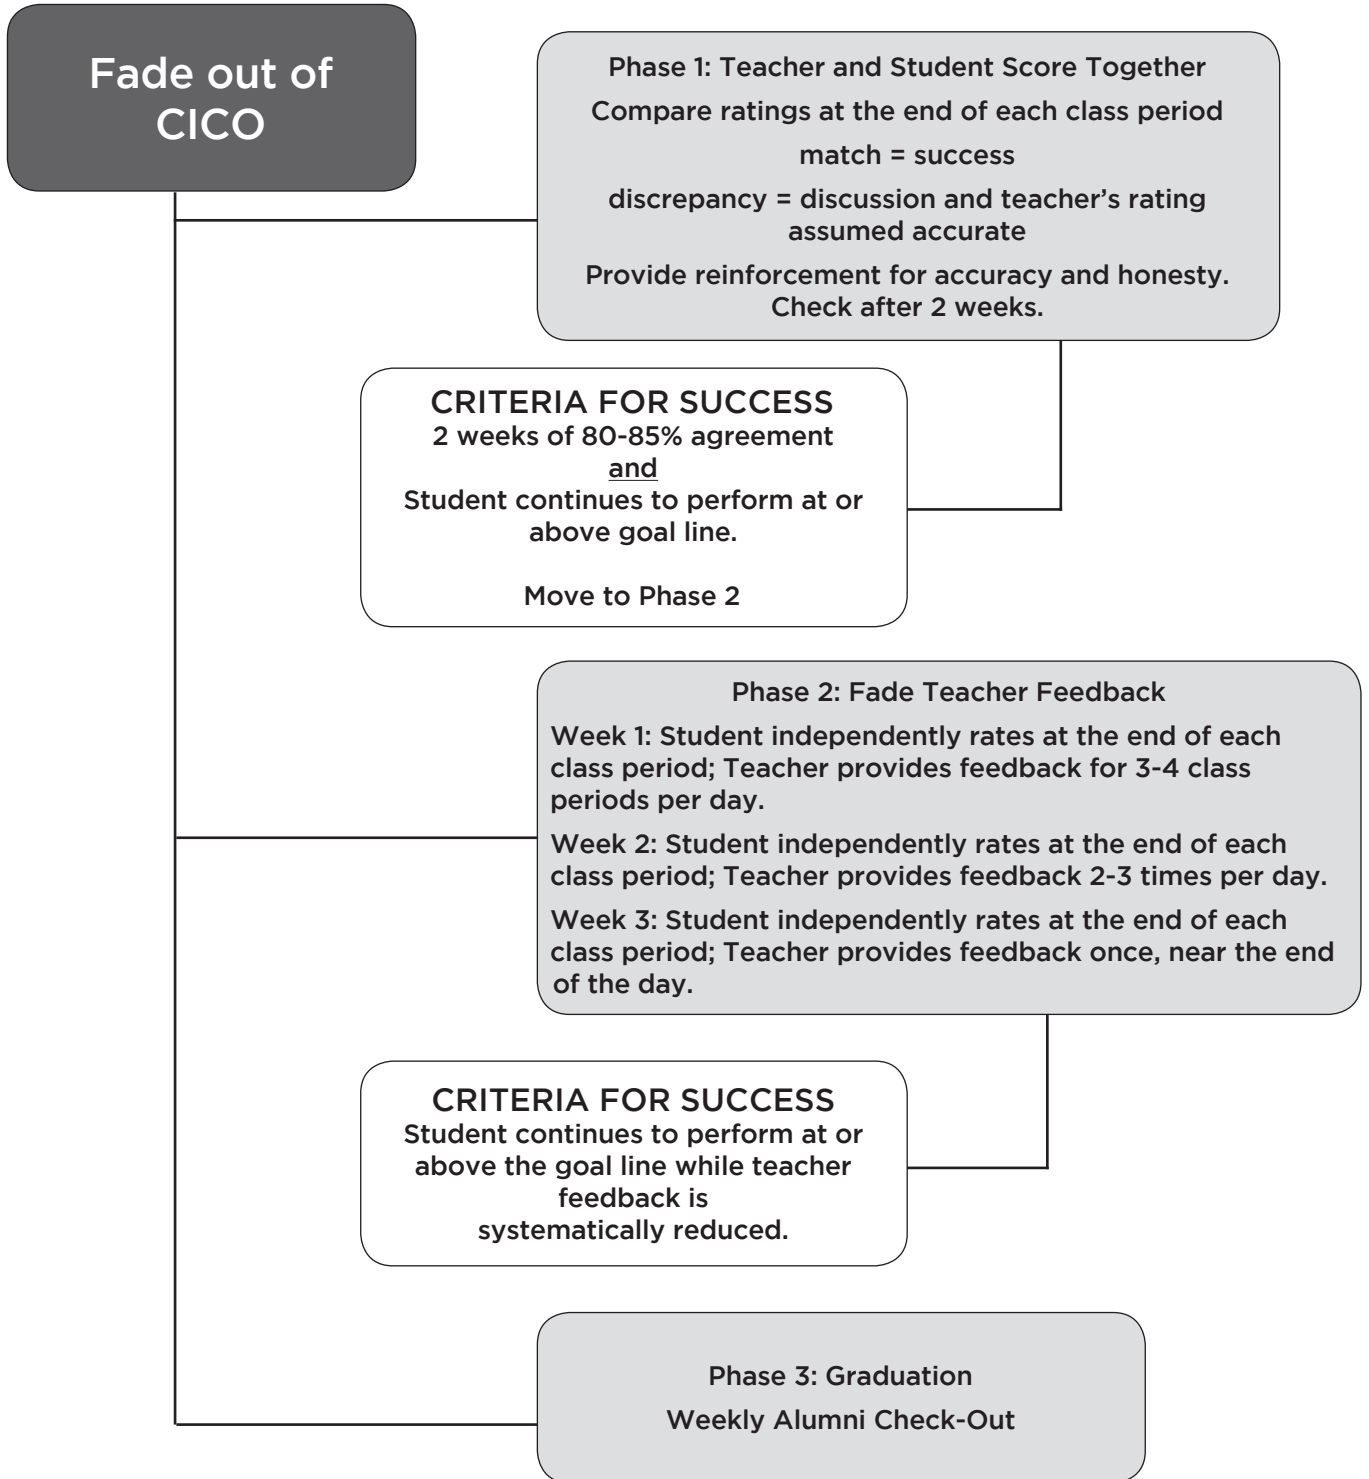 Fade out of
CICO
Phase 1: Teacher and Student Score Together
Compare ratings at the end of each class period
match = success
discrepancy = discussion and teacher's rating
assumed accurate
Provide reinforcement for accuracy and honesty.
Check after 2 weeks.
CRITERIA FOR SUCCESS
2 weeks of 80-85% agreement
and
Student continues to perform at or
above goal line.
Move to Phase 2
Phase 2: Fade Teacher Feedback
Week 1: Student independently rates at the end of each
class period; Teacher provides feedback for 3-4 class
periods per day.
Week 2: Student independently rates at the end of each
class period; Teacher provides feedback 2-3 times per day.
Week 3: Student independently rates at the end of each
class period; Teacher provides feedback once, near the end
of the day.
CRITERIA FOR SUCCESS
Student continues to perform at or
above the goal line while teacher
feedback is
systematically reduced.
Phase 3: Graduation
Weekly Alumni Check-Out